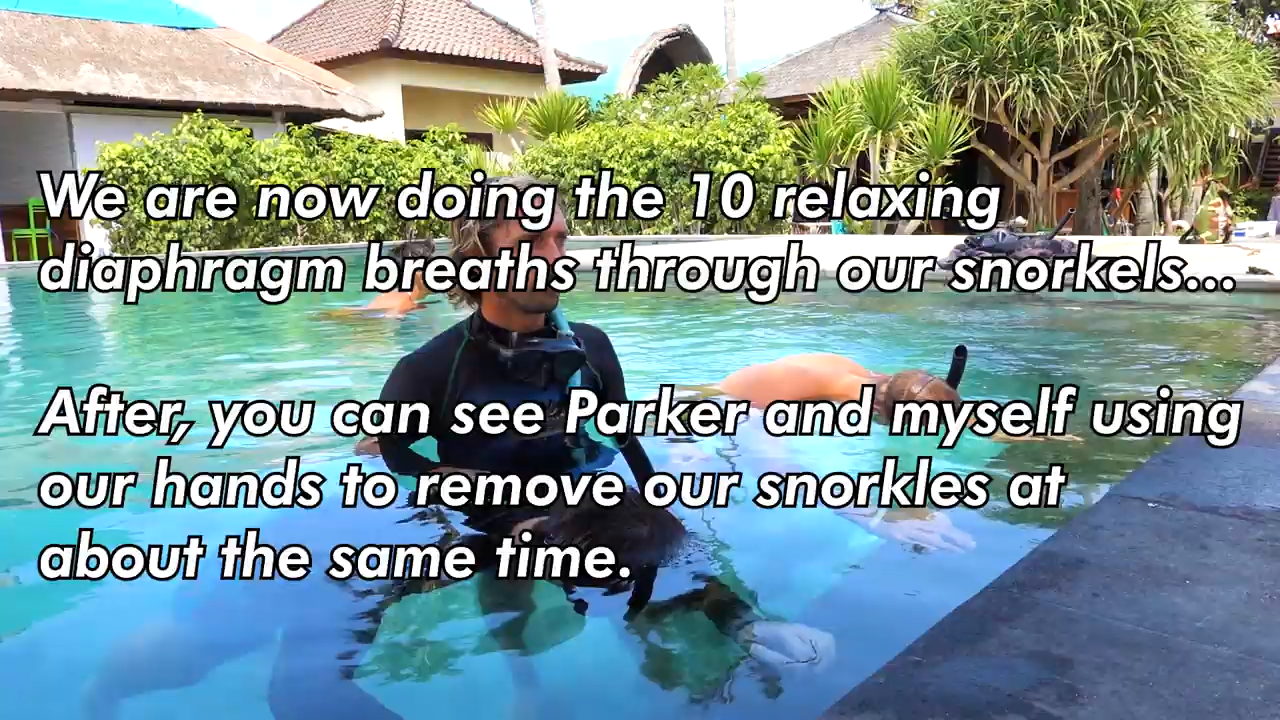 We are now doing the 10 relaxing
diaphragm breaths through our snorkels...
After, you can see Parker and myself using
our hands to remove our snorkles at
about the same time.